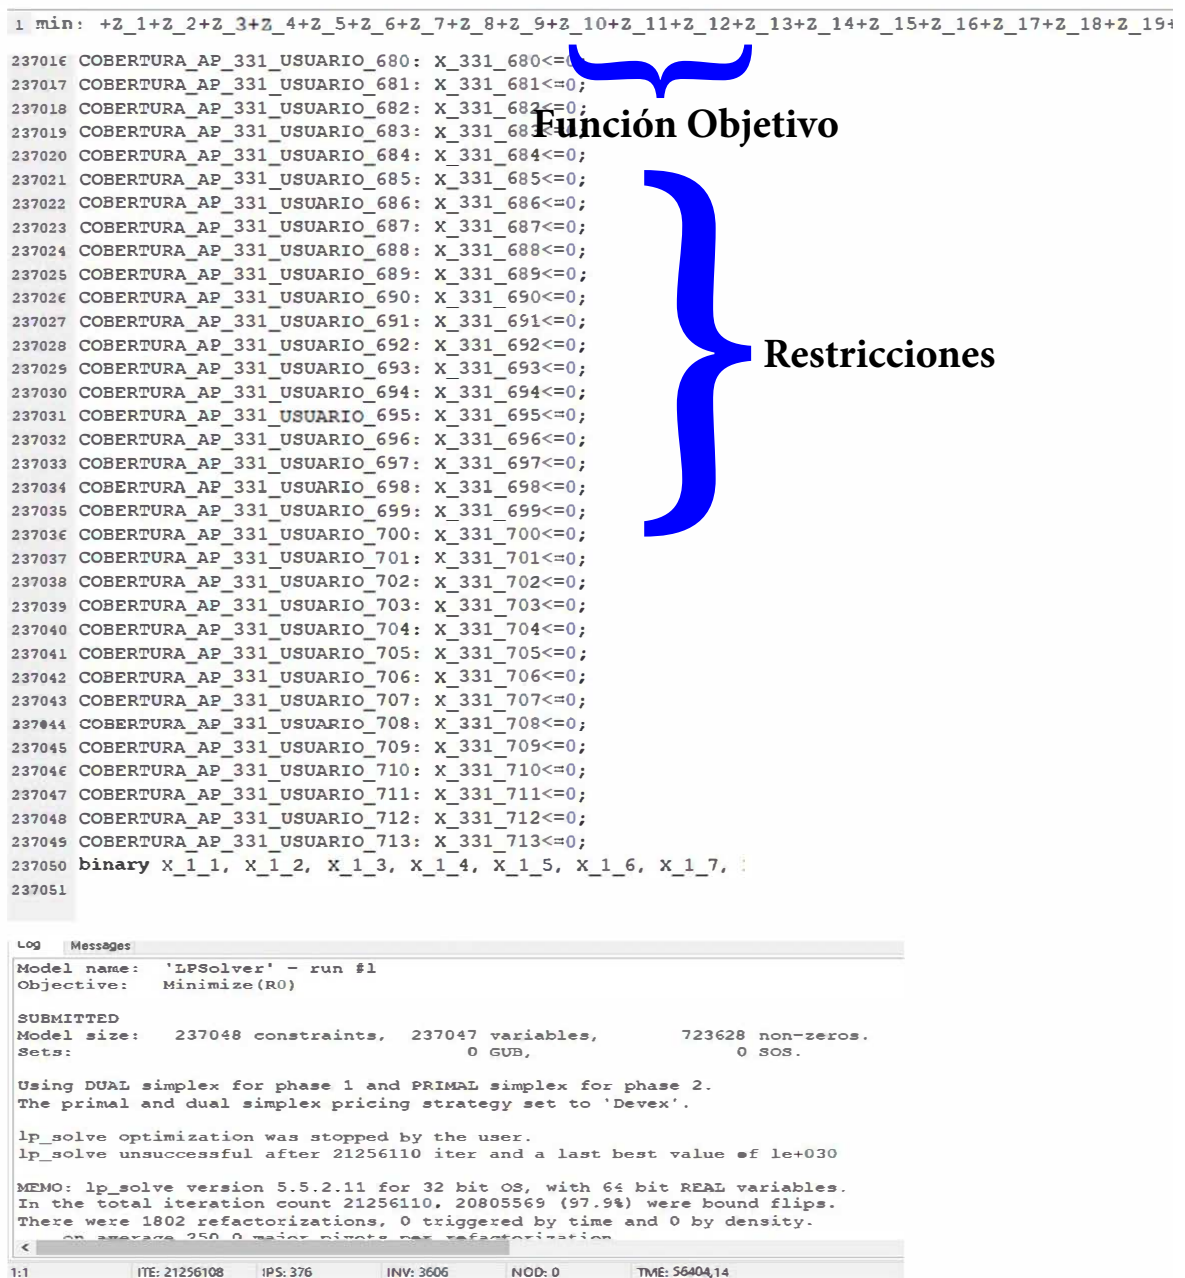 1 min: +Z_1+Z_2+Z_3+Z_4+Z_5+Z_6+Z_7+Z_8+Z_9+Z_10+Z_11+Z_12+Z_13+Z_14+Z_15+Z_16+Z_17+Z_18+Z_19+
237016 COBERTURA_AP_331_USUARIO_680: X_331_680<=0;
237017 COBERTURA_AP_331_USUARIO_681: X_331_681<=0;
237018 COBERTURA_AP_331_USUARIO_682: X_331_682<=0;
Función Objetivo
237019 COBERTURA_AP_331_USUARIO_683: X_331_683<=0;
237020 COBERTURA_AP_331_USUARIO_684: X_331_684<=0;
237021 COBERTURA_AP_331_USUARIO_685: X_331_685<=0;
237022 COBERTURA_AP_331_USUARIO_686: X_331_686<=0;
237023 COBERTURA_AP_331_USUARIO_687: X_331_687<=0;
237024 COBERTURA_AP_331_USUARIO_688: X_331_688<=0;
237025 COBERTURA_AP_331_USUARIO_689: X_331_689<=0;
237026 COBERTURA_AP_331_USUARIO_690: X_331_690<=0;
237027 COBERTURA_AP_331_USUARIO_691: X_331_691<=0;
237028 COBERTURA_AP_331_USUARIO_692: X_331_692<=0;
Restricciones
237029 COBERTURA_AP_331_USUARIO_693: X_331_693<=0;
237030 COBERTURA_AP_331_USUARIO_694: X_331_694<=0;
237031 COBERTURA_AP_331_USUARIO_695: X_331_695<=0;
237032 COBERTURA_AP_331_USUARIO_696: X_331_696<=0;
237033 COBERTURA_AP_331_USUARIO_697: X_331_697<=0;
237034 COBERTURA_AP_331_USUARIO_698: X_331_698<=0;
237035 COBERTURA_AP_331_USUARIO_699: X_331_699<=0;
237036 COBERTURA_AP_331_USUARIO_700: X_331_700<=0;
237037 COBERTURA_AP_331_USUARIO_701: X_331_701<=0;
237038 COBERTURA_AP_331_USUARIO_702: X_331_702<=0;
237039 COBERTURA_AP_331_USUARIO_703: X_331_703<=0;
237040 COBERTURA_AP_331_USUARIO_704: X_331_704<=0;
237041 COBERTURA_AP_331_USUARIO_705: X_331_705<=0;
237042 COBERTURA_AP_331_USUARIO_706: X_331_706<=0;
237043 COBERTURA_AP_331_USUARIO_707: X_331_707<=0;
237044 COBERTURA_AP_331_USUARIO_708: X_331_708<=0;
237045 COBERTURA_AP_331_USUARIO_709: X_331_709<=0;
237046 COBERTURA_AP_331_USUARIO_710: X_331_710<=0;
237047 COBERTURA_AP_331_USUARIO_711: X_331_711<=0;
237048 COBERTURA_AP_331_USUARIO_712: X_331_712<=0;
237049 COBERTURA_AP_331_USUARIO_713: X_331_713<=0;
237050 binary X_1_1, X_1_2, X_1_3, X_1_4, X_1_5, X_1_6, X_1_7,
237051
Log Messages
Model name: 'LPSolver' - run #1
Objective: Minimize(R0)
SUBMITTED
Model size: 237048 constraints, 237047 variables, 723628 non-zeros.
Sets: 0 GUB, 0 SOS.
Using DUAL simplex for phase 1 and PRIMAL simplex for phase 2.
The primal and dual simplex pricing strategy set to 'Devex'.
lp_solve optimization was stopped by the user.
lp_solve unsuccessful after 21256110 iter and a last best value of 1e+030
MEMO: lp_solve version 5.5.2.11 for 32 bit OS, with 64 bit REAL variables.
In the total iteration count 21256110, 20805569 (97.9%) were bound flips.
There were 1802 refactorizations, 0 triggered by time and 0 by density.
... on average 250.0 major pivots per refactorization
1:1 ITE: 21256108 IPS: 376 INV: 3606 NOD: 0 TME: 56404,14